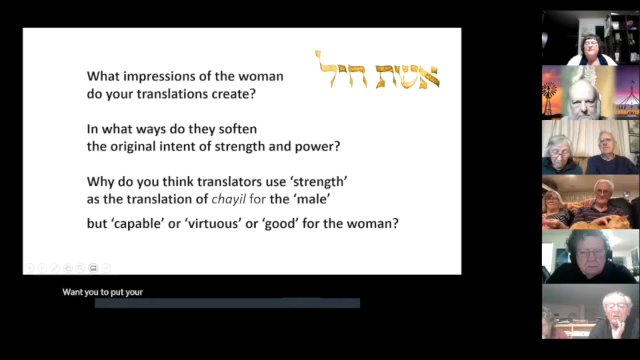 אשת חיל
What impressions of the woman
do your translations create?
In what ways do they soften
the original intent of strength and power?
Why do you think translators use ‘strength’
as the translation of chayil for the ‘male’
but ‘capable’ or ‘virtuous’ or ‘good’ for the woman?
Want you to put your